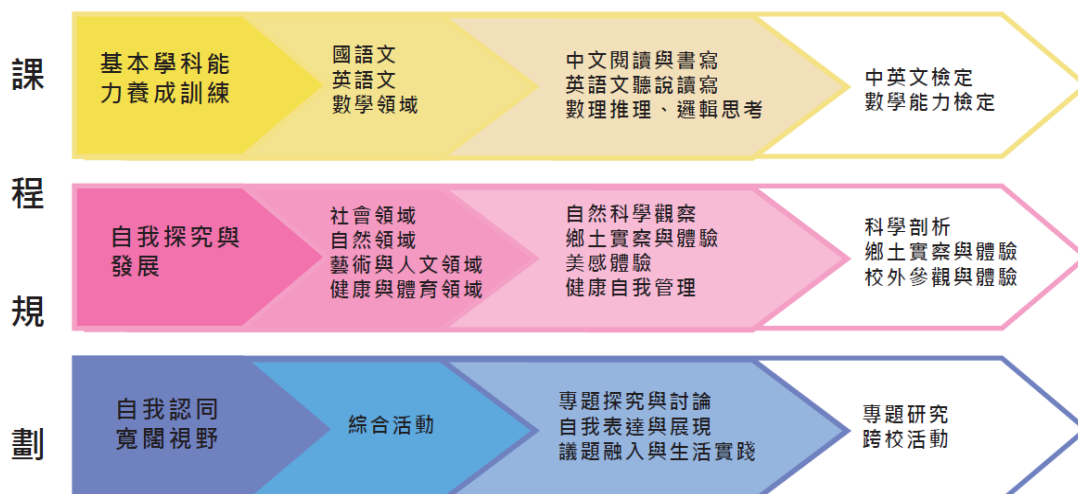 課
程
規
劃
基本學科能
力養成訓練
國語文
英語文
數學領域
中文閱讀與書寫
英語文聽說讀寫
數理推理、邏輯思考
中英文檢定
數學能力檢定
自我探究與
發展
社會領域
自然領域
藝術與人文領域
健康與體育領域
自然科學觀察
鄉土實察與體驗
美感體驗
健康自我管理
科學剖析
鄉土實察與體驗
校外參觀與體驗
自我認同
寬闊視野
綜合活動
專題探究與討論
自我表達與展現
議題融入與生活實踐
專題研究
跨校活動